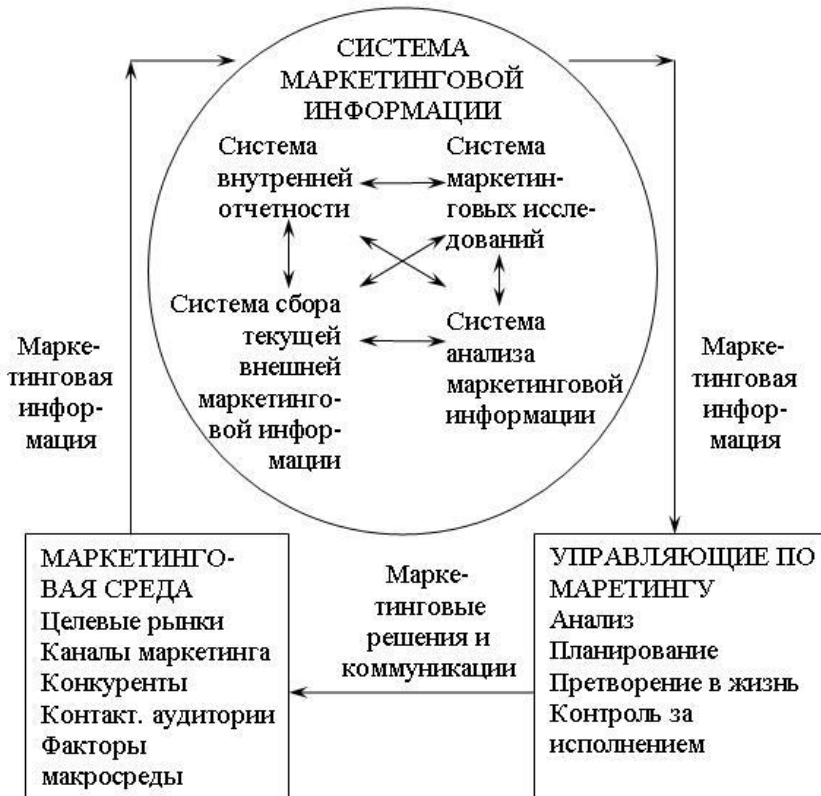 СИСТЕМА
МАРКЕТИНГОВОЙ
ИНФОРМАЦИИ
Система
внутренней
отчетности
Система
маркетин-
говых иссле-
дований
Система сбора
текущей
внешней
маркетинго-
вой инфор-
мации
Система
анализа
маркетинговой
информации
Марке-
тинговая
инфор-
мация
Марке-
тинговая
инфор-
мация
МАРКЕТИНГО-
ВАЯ СРЕДА
Целевые рынки
Каналы маркетинга
Конкуренты
Контакт. аудитории
Факторы
макросреды
Марке-
тинговые
решения и
коммуникации
УПРАВЛЯЮЩИЕ ПО
МАРЕТИНГУ
Анализ
Планирование
Претворение в жизнь
Контроль за
исполнением